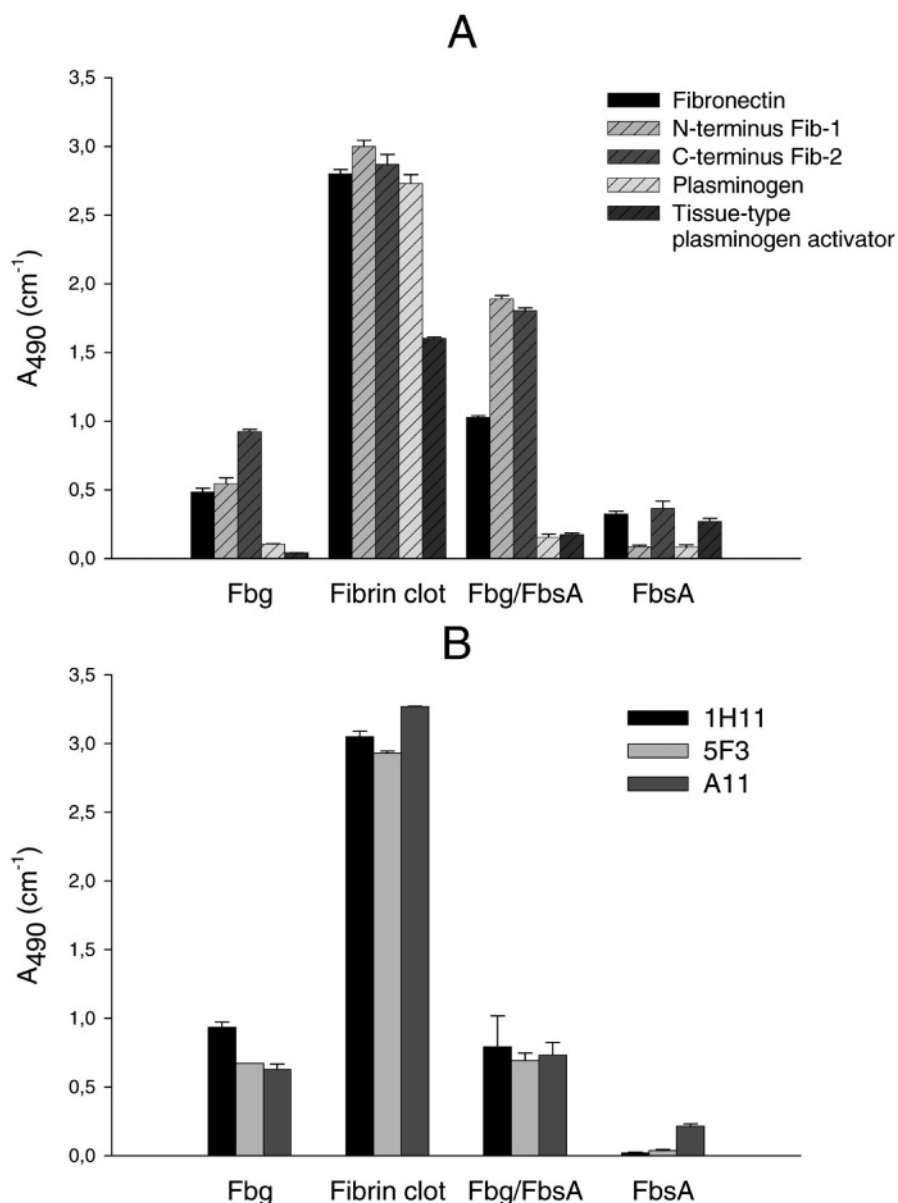 A
3,5
3,0
2,5
2,0
1,5
1,0
0,5
0,0
A490 (cm-1)
Fibronectin
N-terminus Fib-1
C-terminus Fib-2
Plasminogen
Tissue-type
plasminogen activator
Fbg Fibrin clot Fbg/FbsA FbsA
B
3,5
3,0
2,5
2,0
1,5
1,0
0,5
0,0
A490 (cm-1)
1H11
5F3
A11
Fbg Fibrin clot Fbg/FbsA FbsA